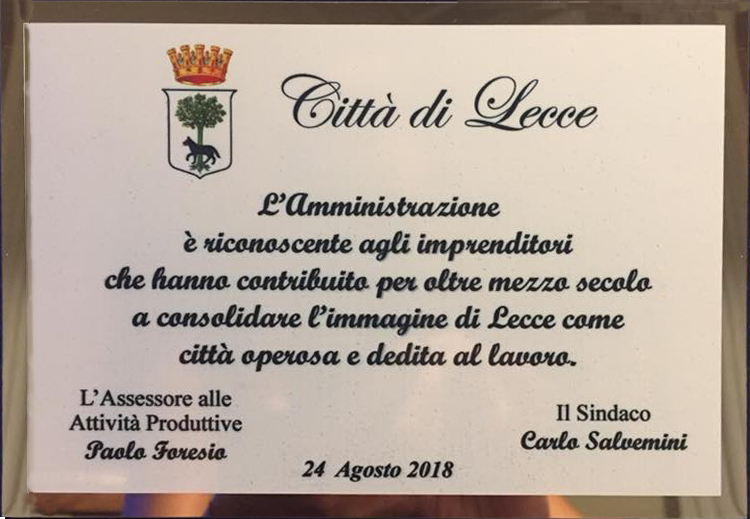 Città di Lecce
L'Amministrazione
è riconoscente agli imprenditori
che hanno contribuito per oltre mezzo secolo
a consolidare l'immagine di Lecce come
città operosa e dedita al lavoro.
L'Assessore alle
Attività Produttive
Paolo Foresio
Il Sindaco
Carlo Salvemini
24 Agosto 2018